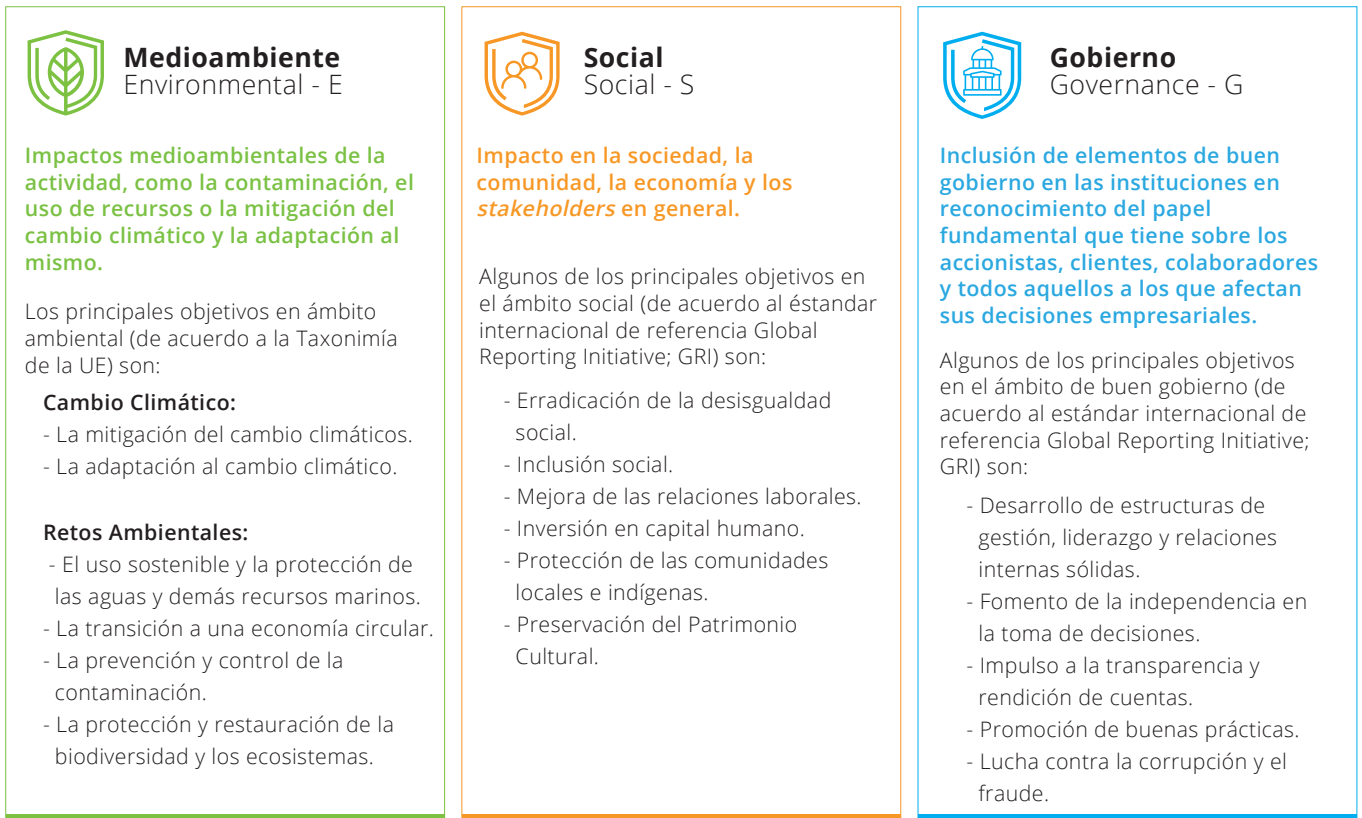 Medioambiente
Environmental - E
Impactos medioambientales de la
actividad, como la contaminación, el
uso de recursos o la mitigación del
cambio climático y la adaptación al
mismo.
Los principales objetivos en ámbito
ambiental (de acuerdo a la Taxonimía
de la UE) son:
Cambio Climático:
- La mitigación del cambio climáticos.
- La adaptación al cambio climático.
Retos Ambientales:
- El uso sostenible y la protección de
las aguas y demás recursos marinos.
- La transición a una economía circular.
- La prevención y control de la
contaminación.
- La protección y restauración de la
biodiversidad y los ecosistemas.
Social
Social - S
Impacto en la sociedad, la
comunidad, la economía y los
stakeholders en general.
Algunos de los principales objetivos en
el ámbito social (de acuerdo al éstandar
internacional de referencia Global
Reporting Initiative; GRI) son:
- Erradicación de la desisgualdad
social.
- Inclusión social.
- Mejora de las relaciones laborales.
- Inversión en capital humano.
- Protección de las comunidades
locales e indígenas.
- Preservación del Patrimonio
Cultural.
Gobierno
Governance - G
Inclusión de elementos de buen
gobierno en las instituciones en
reconocimiento del papel
fundamental que tiene sobre los
accionistas, clientes, colaboradores
y todos aquellos a los que afectan
sus decisiones empresariales.
Algunos de los principales objetivos
en el ámbito de buen gobierno (de
acuerdo al estándar internacional de
referencia Global Reporting Initiative;
GRI) son:
- Desarrollo de estructuras de
gestión, liderazgo y relaciones
internas sólidas.
- Fomento de la independencia en
la toma de decisiones.
- Impulso a la transparencia y
rendición de cuentas.
- Promoción de buenas prácticas.
- Lucha contra la corrupción y el
fraude.